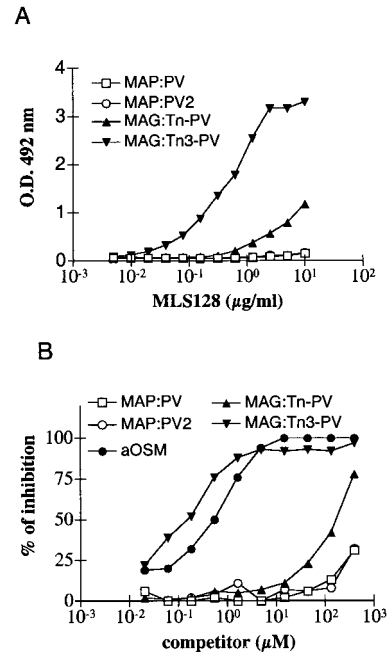 A
MAP:PV
MAP:PV2
MAG:Tn-PV
MAG:Tn3-PV
O.D. 492 nm
4
3
2
1
0
10-3 10-2 10-1 100 101 102
MLS128 (µg/ml)
B
MAP:PV MAG:Tn-PV
MAP:PV2 MAG:Tn3-PV
aOSM
% of inhibition
100
75
50
25
0
10-3 10-2 10-1 100 101 102 103
competitor (µM)